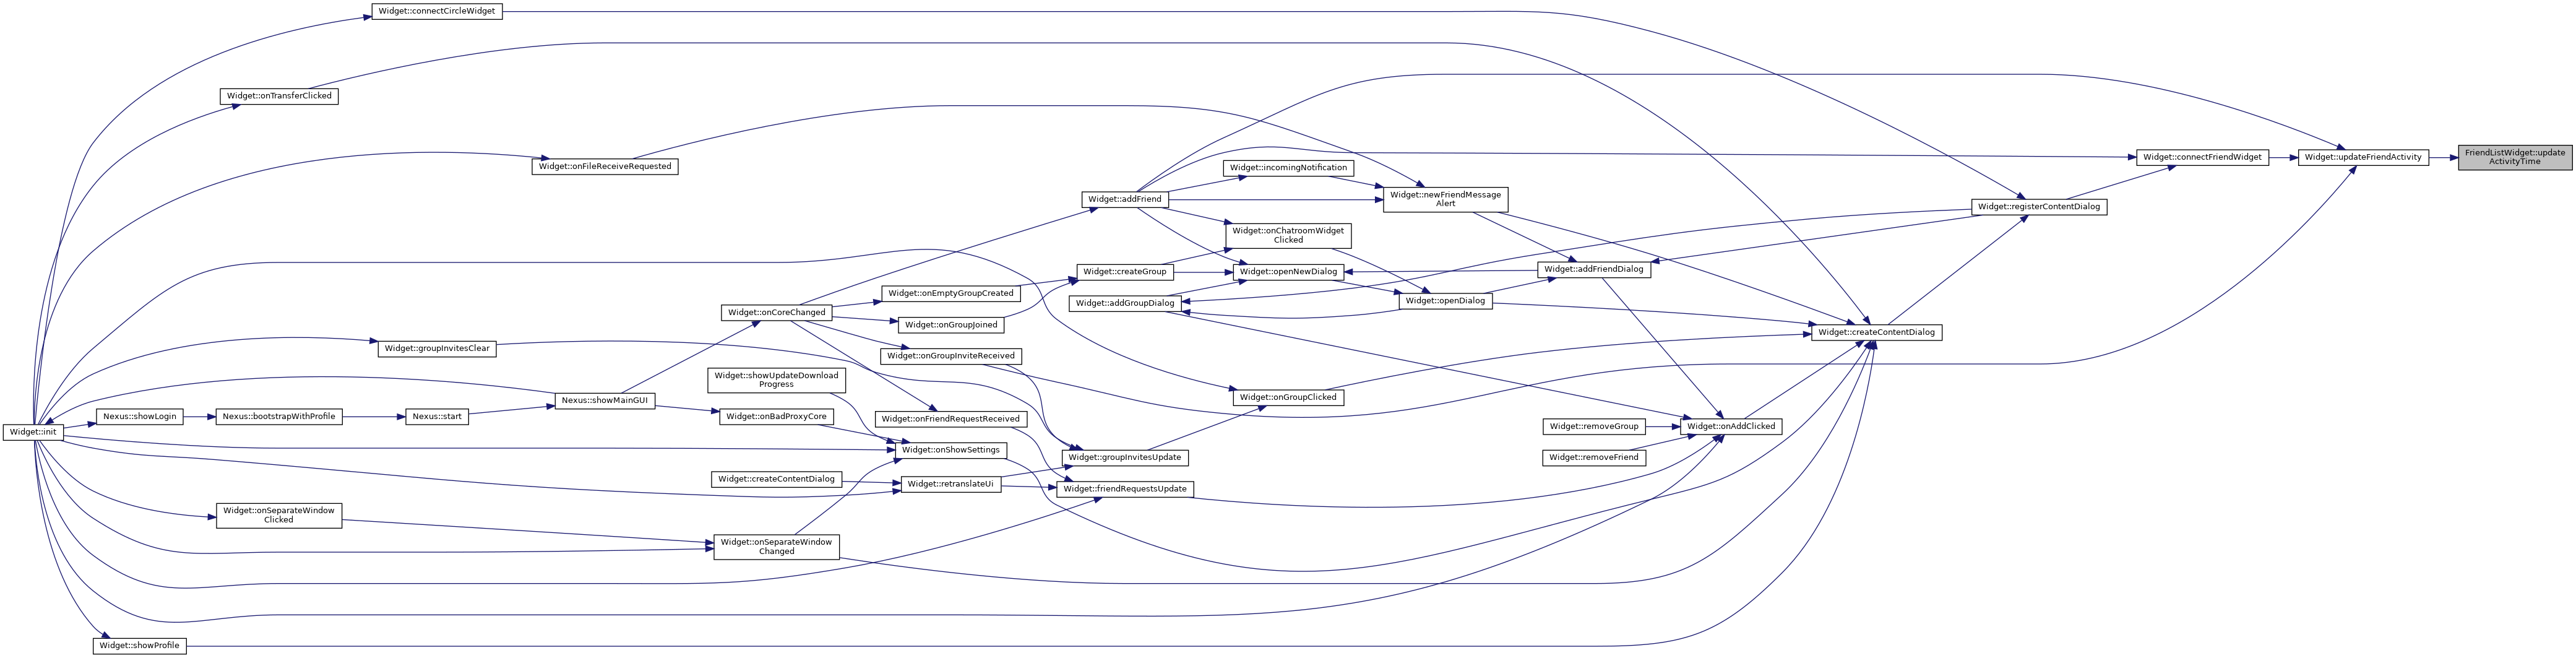 Widget::connectCircleWidget
Widget::onTransferClicked
Widget::onFileReceiveRequested
Widget::incomingNotification
Widget::connectFriendWidget
Widget::updateFriendActivity
FriendListWidget::update
ActivityTime
Widget::addFriend
Widget::newFriendMessage
Alert
Widget::registerContentDialog
Widget::onChatroomWidget
Clicked
Widget::createGroup
Widget::openNewDialog
Widget::addFriendDialog
Widget::onEmptyGroupCreated
Widget::addGroupDialog
Widget::openDialog
Widget::onCoreChanged
Widget::onGroupJoined
Widget::createContentDialog
Widget::groupInvitesClear
Widget::onGroupInviteReceived
Widget::showUpdateDownload
Progress
Nexus::showMainGUI
Widget::onGroupClicked
Nexus::showLogin
Nexus::bootstrapWithProfile
Nexus::start
Widget::onBadProxyCore
Widget::onFriendRequestReceived
Widget::init
Widget::removeGroup
Widget::onAddClicked
Widget::onShowSettings
Widget::groupInvitesUpdate
Widget::removeFriend
Widget::createContentDialog
Widget::retranslateUi
Widget::friendRequestsUpdate
Widget::onSeparateWindow
Clicked
Widget::onSeparateWindow
Changed
Widget::showProfile